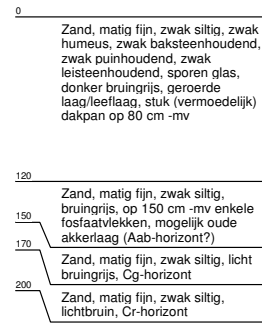 0
Zand, matig fijn, zwak siltig, zwak
humeus, zwak baksteenhoudend,
zwak puinhoudend, zwak
leisteenhoudend, sporen glas,
donker bruingrijs, geroerde
laag/leeflaag, stuk (vermoedelijk)
dakpan op 80 cm -mv
120
Zand, matig fijn, zwak siltig,
bruingrijs, op 150 cm -mv enkele
fosfaatvlekken, mogelijk oude
akkerlaag (Aab-horizont?)
150
Zand, matig fijn, zwak siltig, licht
bruingrijs, Cg-horizont
170
Zand, matig fijn, zwak siltig,
lichtbruin, Cr-horizont
200